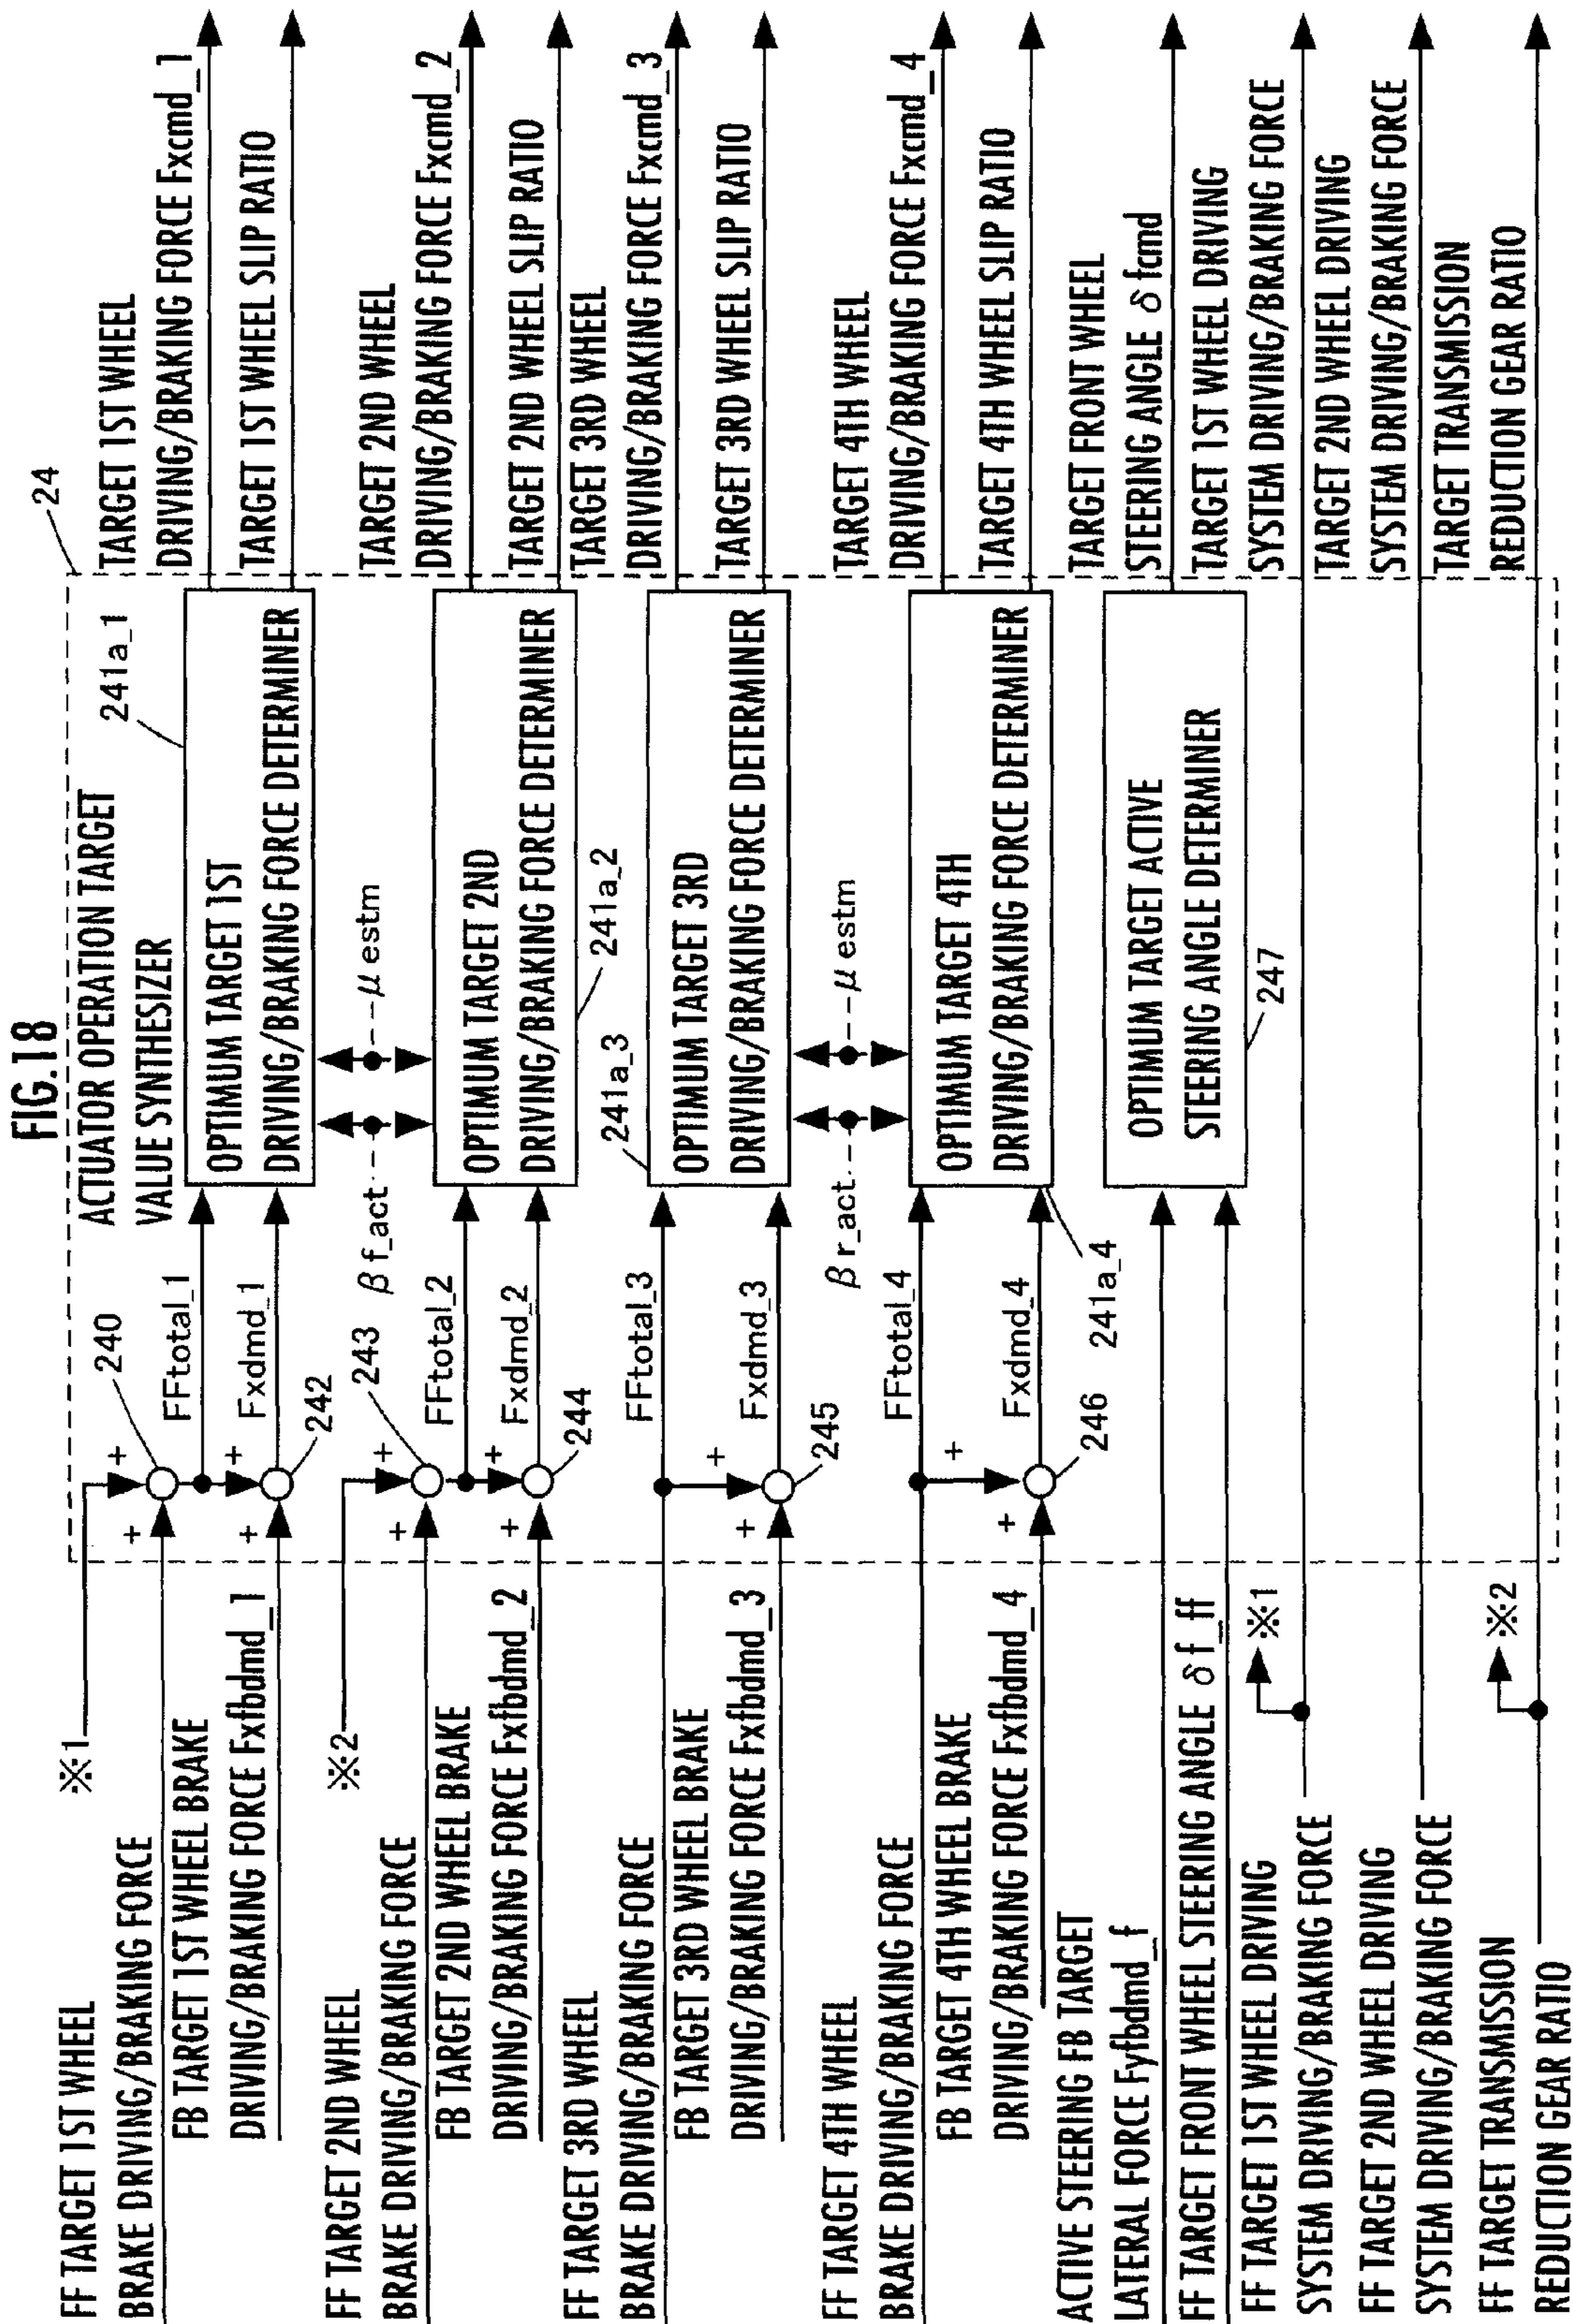 FIG.18
24
ACTUATOR OPERATION TARGET
VALUE SYNTHESIZER
FF TARGET 1ST WHEEL
BRAKE DRIVING/BRAKING FORCE
※1
FB TARGET 1ST WHEEL BRAKE
DRIVING/BRAKING FORCE Fxfbdmd_1
+
+
240
FFtotal_1
+
+
Fxdmd_1
242
241a_1
OPTIMUM TARGET 1ST
DRIVING/BRAKING FORCE DETERMINER
TARGET 1ST WHEEL
DRIVING/BRAKING FORCE Fxcmd_1
TARGET 1ST WHEEL SLIP RATIO
β f_act
μ estm
FF TARGET 2ND WHEEL
BRAKE DRIVING/BRAKING FORCE
※2
FB TARGET 2ND WHEEL BRAKE
DRIVING/BRAKING FORCE Fxfbdmd_2
+
+
243
FFtotal_2
+
+
Fxdmd_2
244
OPTIMUM TARGET 2ND
DRIVING/BRAKING FORCE DETERMINER
241a_2
TARGET 2ND WHEEL
DRIVING/BRAKING FORCE Fxcmd_2
TARGET 2ND WHEEL SLIP RATIO
FF TARGET 3RD WHEEL
BRAKE DRIVING/BRAKING FORCE
FB TARGET 3RD WHEEL BRAKE
DRIVING/BRAKING FORCE Fxfbdmd_3
FFtotal_3
+
+
Fxdmd_3
245
241a_3
OPTIMUM TARGET 3RD
DRIVING/BRAKING FORCE DETERMINER
TARGET 3RD WHEEL
DRIVING/BRAKING FORCE Fxcmd_3
TARGET 3RD WHEEL SLIP RATIO
β r_act
μ estm
FF TARGET 4TH WHEEL
BRAKE DRIVING/BRAKING FORCE
FB TARGET 4TH WHEEL BRAKE
DRIVING/BRAKING FORCE Fxfbdmd_4
FFtotal_4
+
+
Fxdmd_4
246
241a_4
OPTIMUM TARGET 4TH
DRIVING/BRAKING FORCE DETERMINER
TARGET 4TH WHEEL
DRIVING/BRAKING FORCE Fxcmd_4
TARGET 4TH WHEEL SLIP RATIO
ACTIVE STEERING FB TARGET
LATERAL FORCE Fyfbdmd_f
FF TARGET FRONT WHEEL STEERING ANGLE δ f_ff
OPTIMUM TARGET ACTIVE
STEERING ANGLE DETERMINER
247
TARGET FRONT WHEEL
STEERING ANGLE δ fcmd
FF TARGET 1ST WHEEL DRIVING
SYSTEM DRIVING/BRAKING FORCE
※1
TARGET 1ST WHEEL DRIVING
SYSTEM DRIVING/BRAKING FORCE
FF TARGET 2ND WHEEL DRIVING
SYSTEM DRIVING/BRAKING FORCE
TARGET 2ND WHEEL DRIVING
SYSTEM DRIVING/BRAKING FORCE
FF TARGET TRANSMISSION
REDUCTION GEAR RATIO
※2
TARGET TRANSMISSION
REDUCTION GEAR RATIO